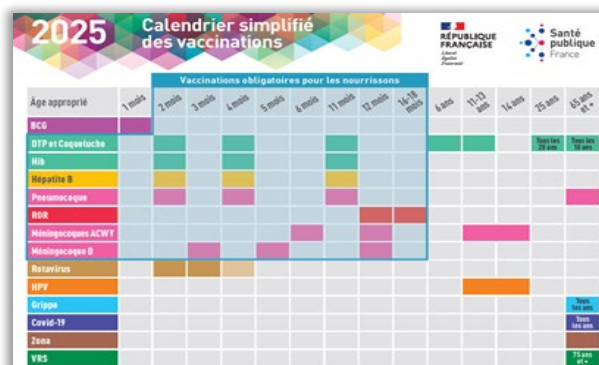 2025
Calendrier simplifié
des vaccinations
RÉPUBLIQUE
FRANÇAISE
Liberté
Égalité
Fraternité
Santé
publique
France
Vaccinations obligatoires pour les nourrissons
Âge approprié
1 mois
2 mois
3 mois
4 mois
5 mois
6 mois
11 mois
12 mois
16-18
mois
6 ans
11-13
ans
14 ans
25 ans
65 ans
et +
BCG
DTP et Coqueluche
Tous les
20 ans
Tous les
10 ans
Hib
Hépatite B
Pneumocoque
ROR
Méningocoques ACWY
Méningocoque B
Rotavirus
HPV
Grippe
Tous
les ans
Covid-19
Tous
les ans
Zona
VRS
75 ans
et +